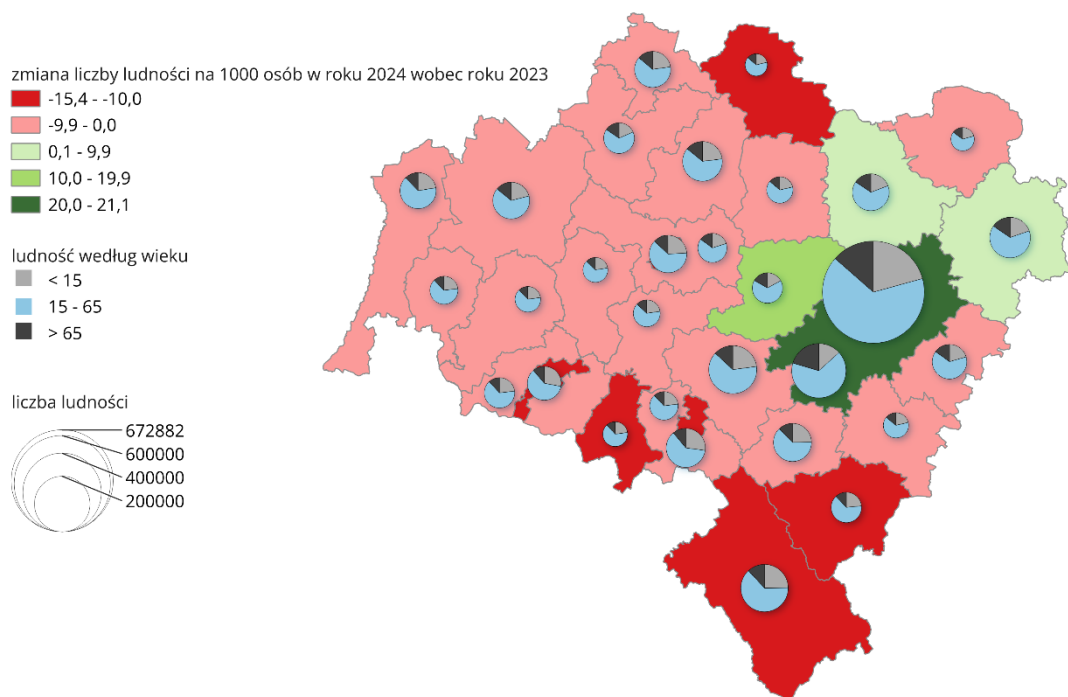 zmiana liczby ludności na 1000 osób w roku 2024 wobec roku 2023
-15,4 - -10,0
-9,9 - 0,0
0,1 - 9,9
10,0 - 19,9
20,0 - 21,1
ludność według wieku
< 15
15 - 65
> 65
liczba ludności
672882
600000
400000
200000